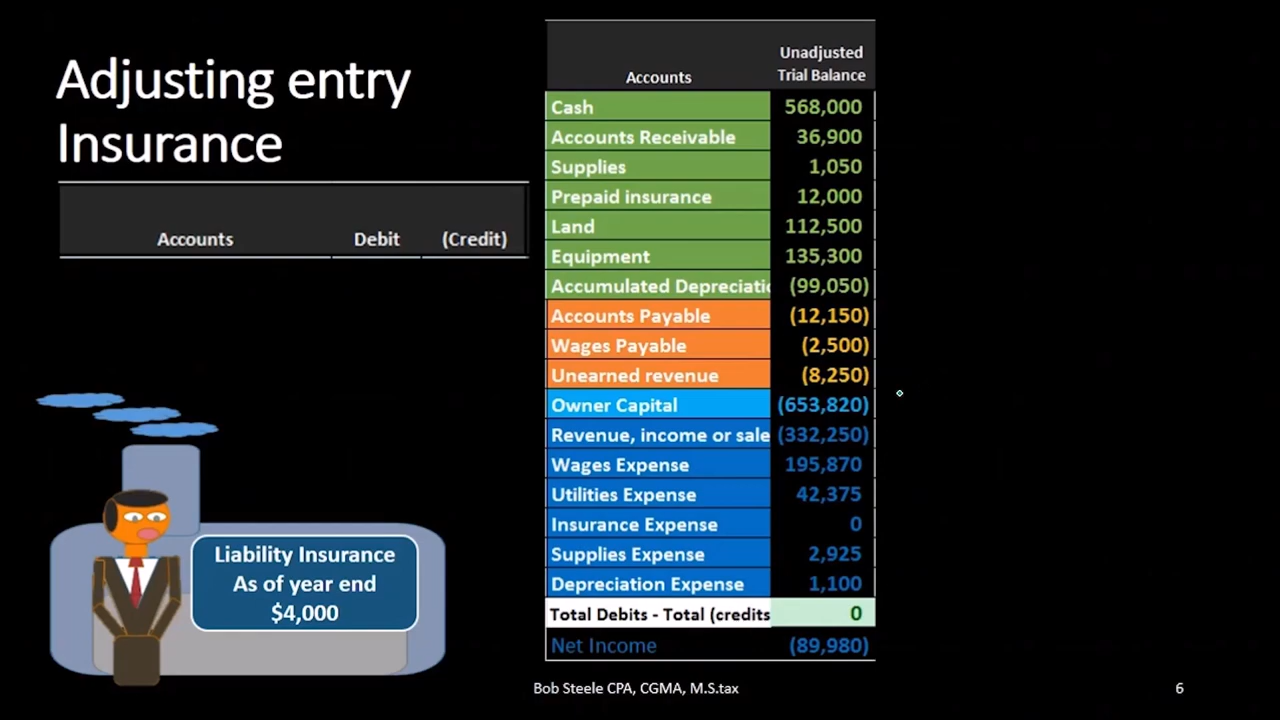 Adjusting entry
Insurance
Accounts Debit (Credit)
Liability Insurance
As of year end
$4,000
Unadjusted
Accounts Trial Balance
Cash 568,000
Accounts Receivable 36,900
Supplies 1,050
Prepaid insurance 12,000
Land 112,500
Equipment 135,300
Accumulated Depreciatio (99,050)
Accounts Payable (12,150)
Wages Payable (2,500)
Unearned revenue (8,250)
Owner Capital (653,820)
Revenue, income or sale (332,250)
Wages Expense 195,870
Utilities Expense 42,375
Insurance Expense 0
Supplies Expense 2,925
Depreciation Expense 1,100
Total Debits - Total (credits 0
Net Income (89,980)
Bob Steele CPA, CGMA, M.S.tax 6